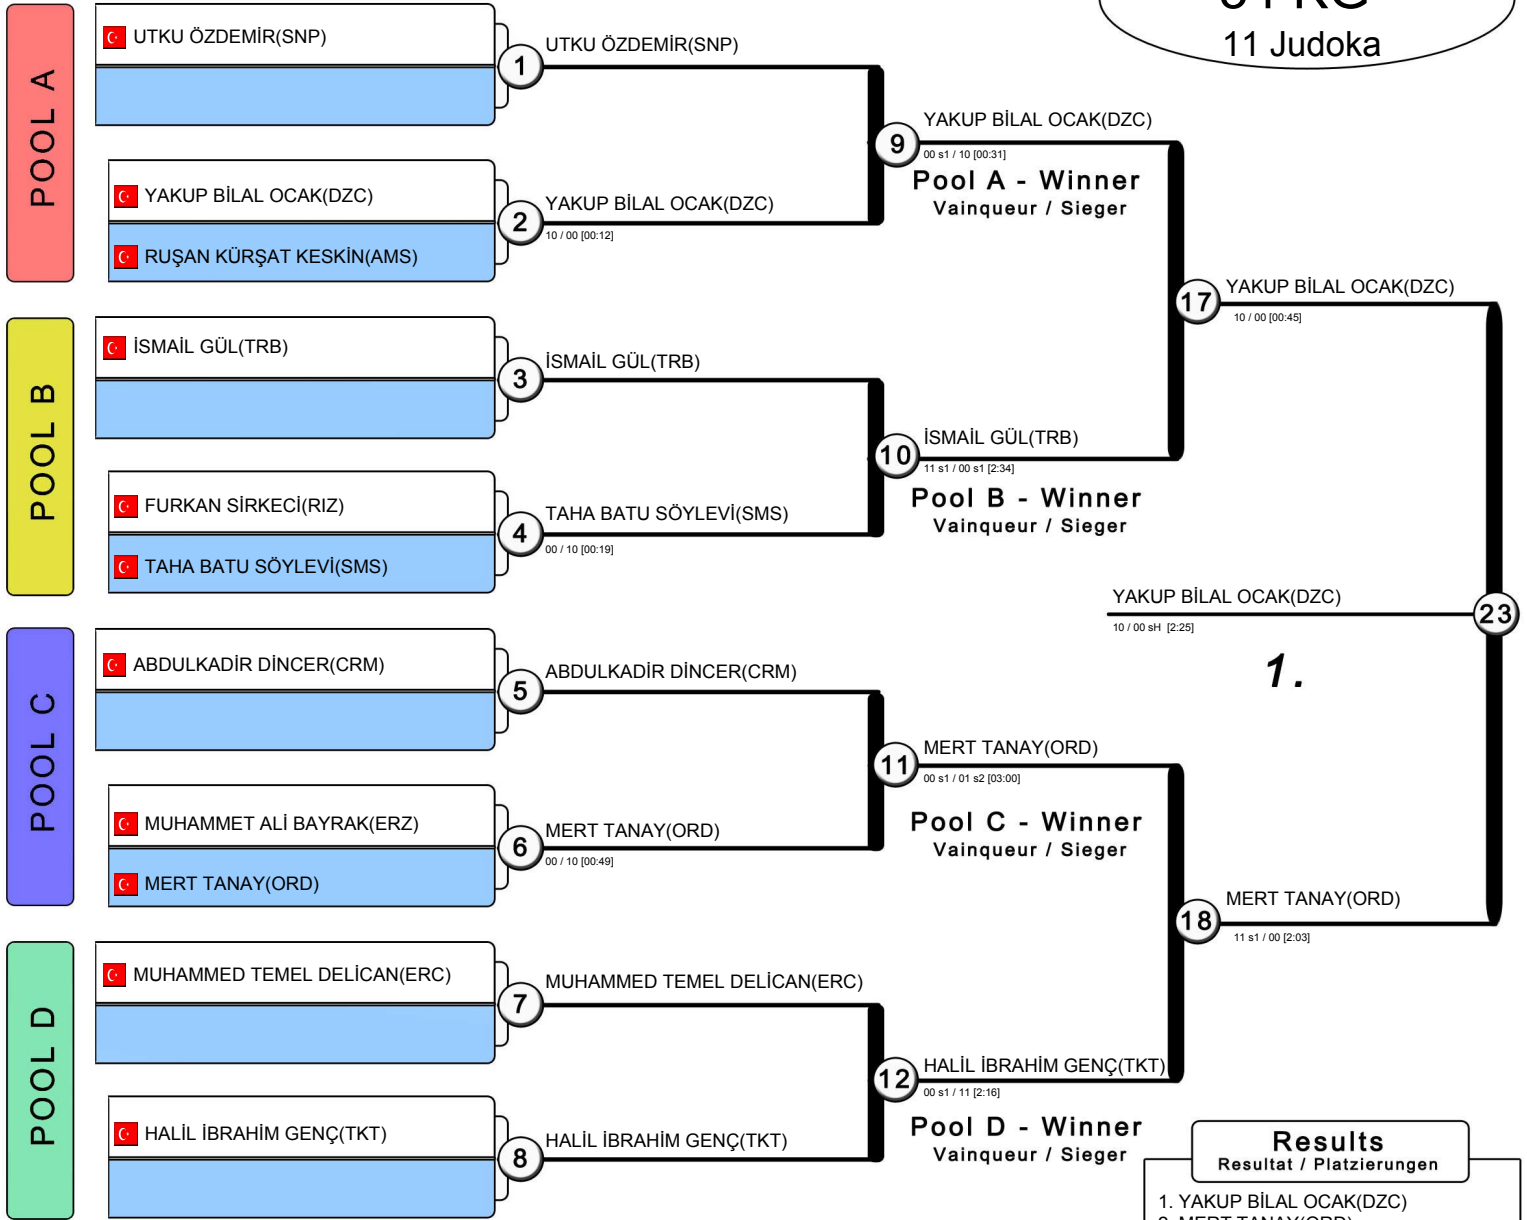 11 Judoka
POOL A
UTKU ÖZDEMİR(SNP)
1
UTKU ÖZDEMİR(SNP)
YAKUP BİLAL OCAK(DZC)
RUŞAN KÜRŞAT KESKİN(AMS)
2
YAKUP BİLAL OCAK(DZC)
10 / 00 [00:12]
9
YAKUP BİLAL OCAK(DZC)
00 s1 / 10 [00:31]
Pool A - Winner
Vainqueur / Sieger
POOL B
İSMAİL GÜL(TRB)
3
İSMAİL GÜL(TRB)
FURKAN SİRKECİ(RIZ)
TAHA BATU SÖYLEVİ(SMS)
4
TAHA BATU SÖYLEVİ(SMS)
00 / 10 [00:19]
10
İSMAİL GÜL(TRB)
11 s1 / 00 s1 [2:34]
Pool B - Winner
Vainqueur / Sieger
17
YAKUP BİLAL OCAK(DZC)
10 / 00 [00:45]
YAKUP BİLAL OCAK(DZC)
10 / 00 sH [2:25]
23
1.
POOL C
ABDULKADİR DİNCER(CRM)
5
ABDULKADİR DİNCER(CRM)
MUHAMMET ALİ BAYRAK(ERZ)
MERT TANAY(ORD)
6
MERT TANAY(ORD)
00 / 10 [00:49]
11
MERT TANAY(ORD)
00 s1 / 01 s2 [03:00]
Pool C - Winner
Vainqueur / Sieger
18
MERT TANAY(ORD)
11 s1 / 00 [2:03]
POOL D
MUHAMMED TEMEL DELİCAN(ERC)
7
MUHAMMED TEMEL DELİCAN(ERC)
HALİL İBRAHİM GENÇ(TKT)
8
HALİL İBRAHİM GENÇ(TKT)
12
HALİL İBRAHİM GENÇ(TKT)
00 s1 / 11 [2:16]
Pool D - Winner
Vainqueur / Sieger
Results
Resultat / Platzierungen
1. YAKUP BİLAL OCAK(DZC)
2. MERT TANAY(ORD)